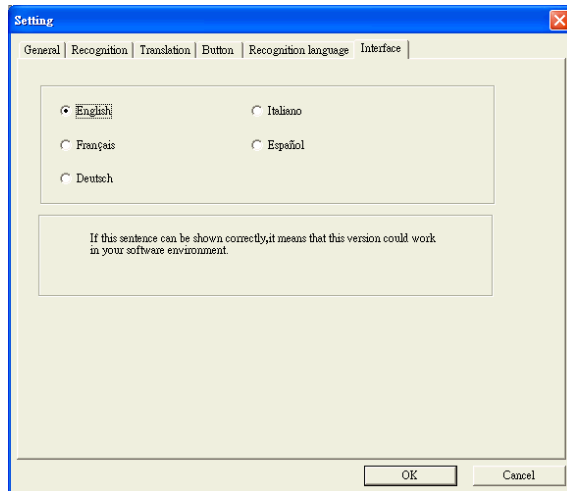 Setting
General Recognition Translation Button Recognition language Interface
English Italiano
Français Español
Deutsch
If this sentence can be shown correctly,it means that this version could work
in your software environment.
OK Cancel